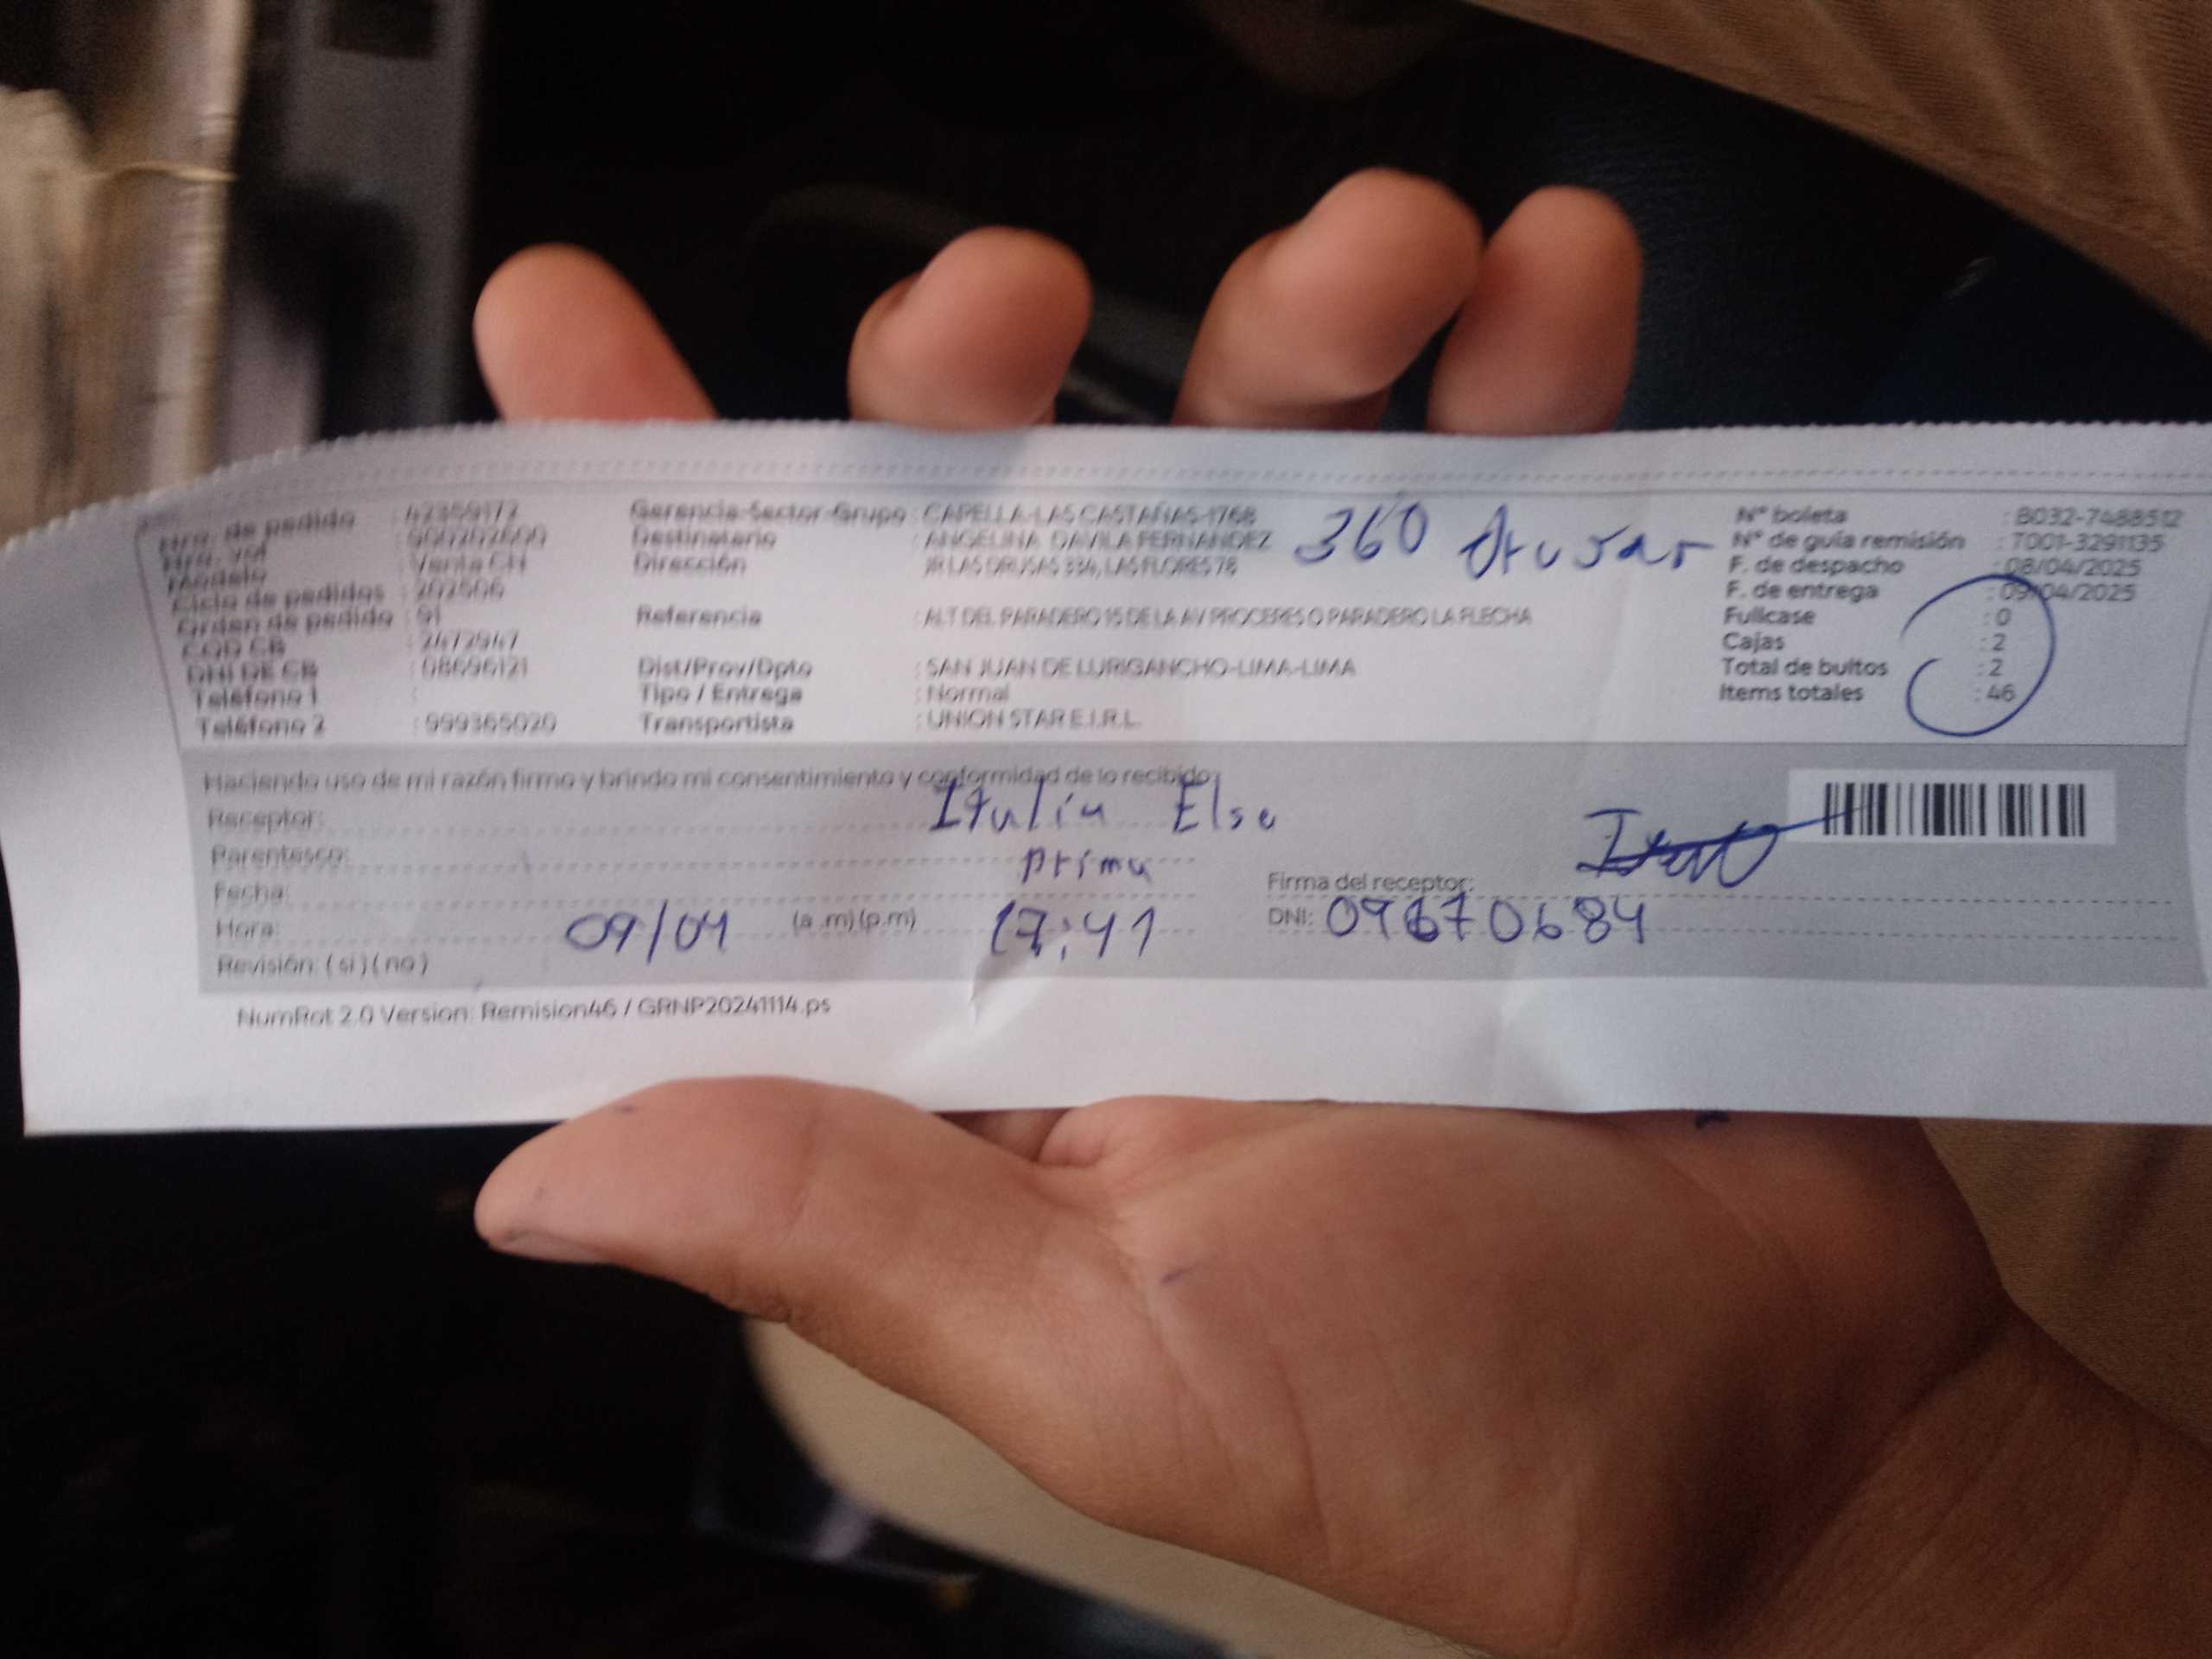 Nro. de pedido : 42359172
Nro. vol
Modelo : Venta CH
Ciclo de pedidos : 202506
Orden de pedido : 91
COD CB : 2472947
DNI DE CB : 08696121
Teléfono 1 :
Teléfono 2 : 999365020
Gerencia-Sector-Grupo : CAPELLA-LAS CASTAÑAS-1768
Destinatario : ANGELINA DAVILA FERNANDEZ
Dirección : JR LAS DRUSAS 334, LAS FLORES 78
360
Referencia : ALT DEL PARADERO 15 DE LA AV PROCERES O PARADERO LA FLECHA
Dist/Prov/Dpto : SAN JUAN DE LURIGANCHO-LIMA-LIMA
Tipo / Entrega : Normal
Transportista : UNION STAR E.I.R.L.
N° boleta : B032-7488512
N° de guía remisión : T001-3291135
F. de despacho : 08/04/2025
F. de entrega : 09/04/2025
Fullcase : 0
Cajas : 2
Total de bultos : 2
Items totales : 46
Haciendo uso de mi razón firmo y brindo mi consentimiento y conformidad de lo recibido:
Receptor: Italia Elsa
Parentesco: prima
Fecha:
Hora: 09/04 (a.m)(p.m) 17:41
Revisión: (si)(no)
Firma del receptor:
DNI: 09670684
NumRot 2.0 Version: Remision46 / GRNP20241114.ps